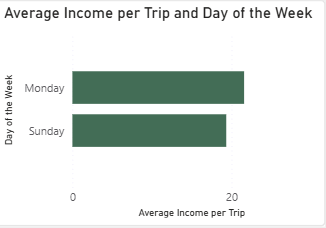 Average Income per Trip and Day of the Week
Day of the Week
Monday
Sunday
0 20
Average Income per Trip